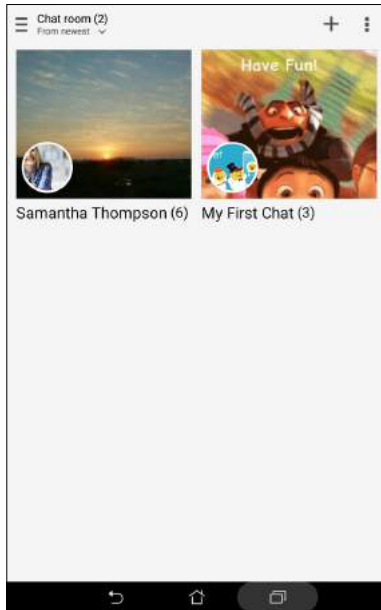 Chat room (2)
From newest
Have Fun!
Samantha Thompson (6)
My First Chat (3)